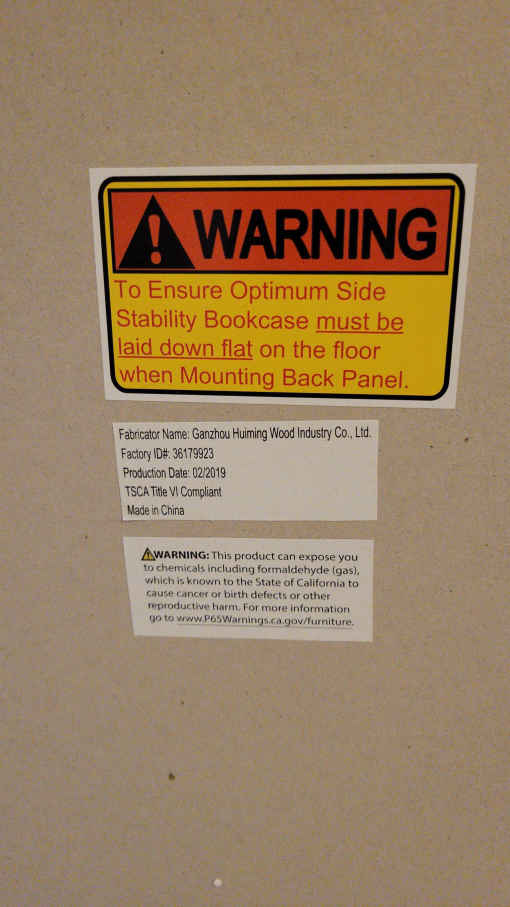 WARNING
To Ensure Optimum Side
Stability Bookcase must be
laid down flat on the floor
when Mounting Back Panel.
Fabricator Name: Ganzhou Huiming Wood Industry Co., Ltd.
Factory ID#: 36179923
Production Date: 02/2019
TSCA Title VI Compliant
Made in China
WARNING: This product can expose you
to chemicals including formaldehyde (gas),
which is known to the State of California to
cause cancer or birth defects or other
reproductive harm. For more information
go to www.P65Warnings.ca.gov/furniture.